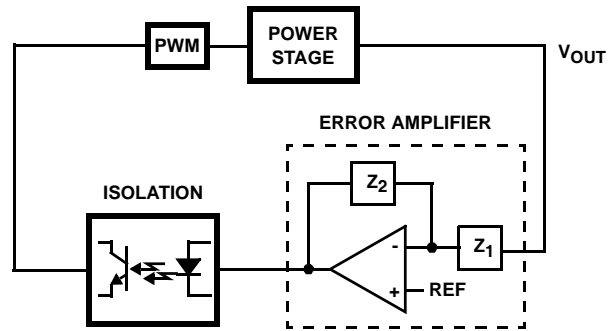 PWM
POWER
STAGE
VOUT
ERROR AMPLIFIER
ISOLATION
Z2
-
Z1
+
REF